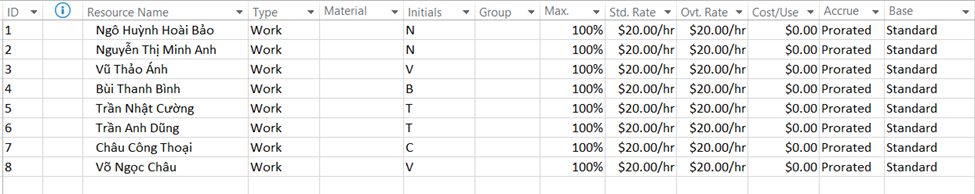 ID Resource Name Type Material Initials Group Max. Std. Rate Ovt. Rate Cost/Use Accrue Base
1 Ngô Huỳnh Hoài Bảo Work N 100% $20.00/hr $20.00/hr $0.00 Prorated Standard
2 Nguyễn Thị Minh Anh Work N 100% $20.00/hr $20.00/hr $0.00 Prorated Standard
3 Vũ Thảo Ánh Work V 100% $20.00/hr $20.00/hr $0.00 Prorated Standard
4 Bùi Thanh Bình Work B 100% $20.00/hr $20.00/hr $0.00 Prorated Standard
5 Trần Nhật Cường Work T 100% $20.00/hr $20.00/hr $0.00 Prorated Standard
6 Trần Anh Dũng Work T 100% $20.00/hr $20.00/hr $0.00 Prorated Standard
7 Châu Công Thoại Work C 100% $20.00/hr $20.00/hr $0.00 Prorated Standard
8 Võ Ngọc Châu Work V 100% $20.00/hr $20.00/hr $0.00 Prorated Standard